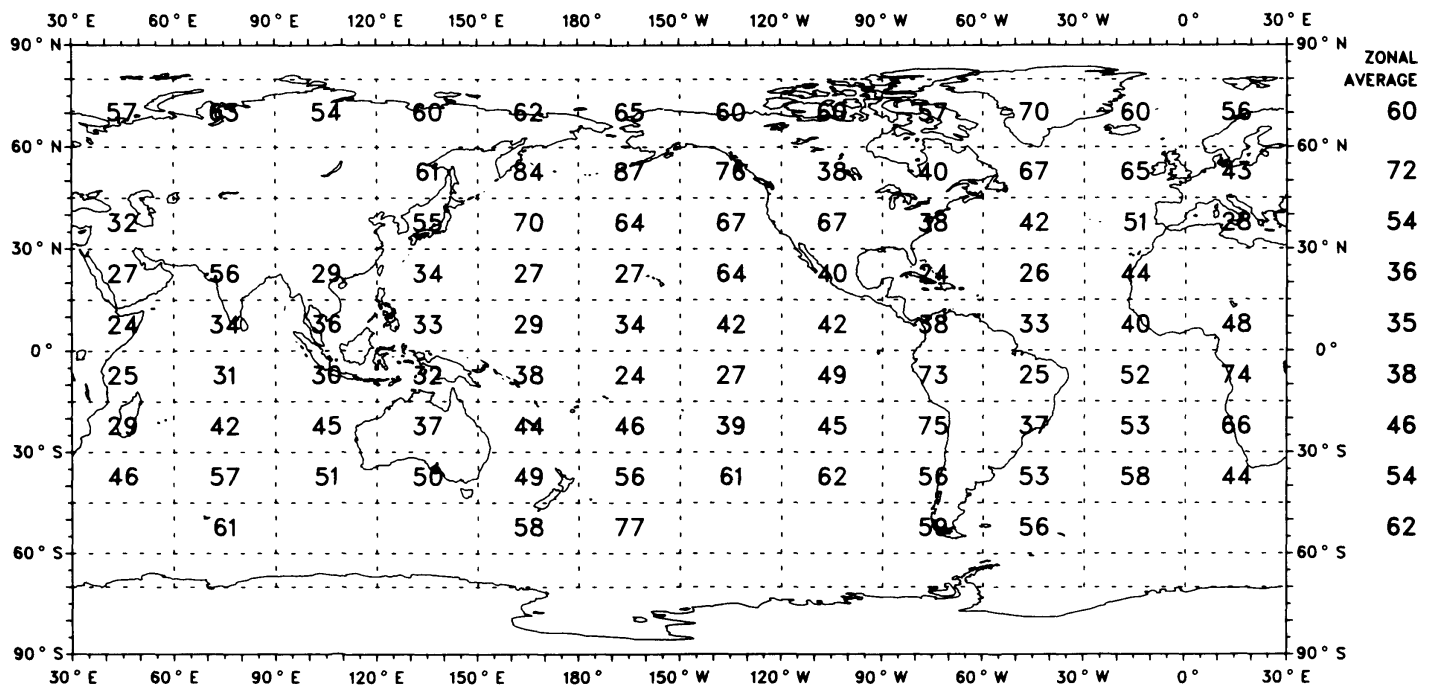 30° E 60° E 90° E 120° E 150° E 180° 150° W 120° W 90° W 60° W 30° W 0° 30° E
90° N 90° N
ZONAL
AVERAGE
57 63 54 60 62 65 60 60 57 70 60 56 60
60° N 60° N
61 84 87 76 38 40 67 65 43 72
32 55 70 64 67 67 38 42 51 28 54
30° N 30° N
27 56 29 34 27 27 64 40 24 26 44 36
24 34 36 33 29 34 42 42 38 33 40 48 35
0° 0°
25 31 30 32 38 24 27 49 73 25 52 74 38
29 42 45 37 44 46 39 45 75 37 53 66 46
30° S 30° S
46 57 51 50 49 56 61 62 56 53 58 44 54
61 58 77 59 56 62
60° S 60° S
90° S 90° S
30° E 60° E 90° E 120° E 150° E 180° 150° W 120° W 90° W 60° W 30° W 0° 30° E